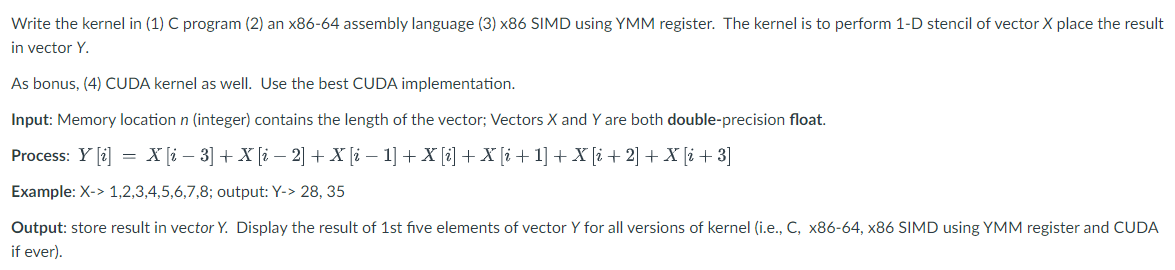 Write the kernel in (1) C program (2) an x86-64 assembly language (3) x86 SIMD using YMM register.  The kernel is to perform 1-D stencil of vector X place the result
in vector Y.
As bonus, (4) CUDA kernel as well.  Use the best CUDA implementation.
Input: Memory location n (integer) contains the length of the vector; Vectors X and Y are both double-precision float.
Process: Y [i] = X [i − 3] + X [i − 2] + X [i − 1] + X [i] + X [i + 1] + X [i + 2] + X [i + 3]
Example: X-> 1,2,3,4,5,6,7,8; output: Y-> 28, 35
Output: store result in vector Y.  Display the result of 1st five elements of vector Y for all versions of kernel (i.e., C,  x86-64, x86 SIMD using YMM register and CUDA
if ever).